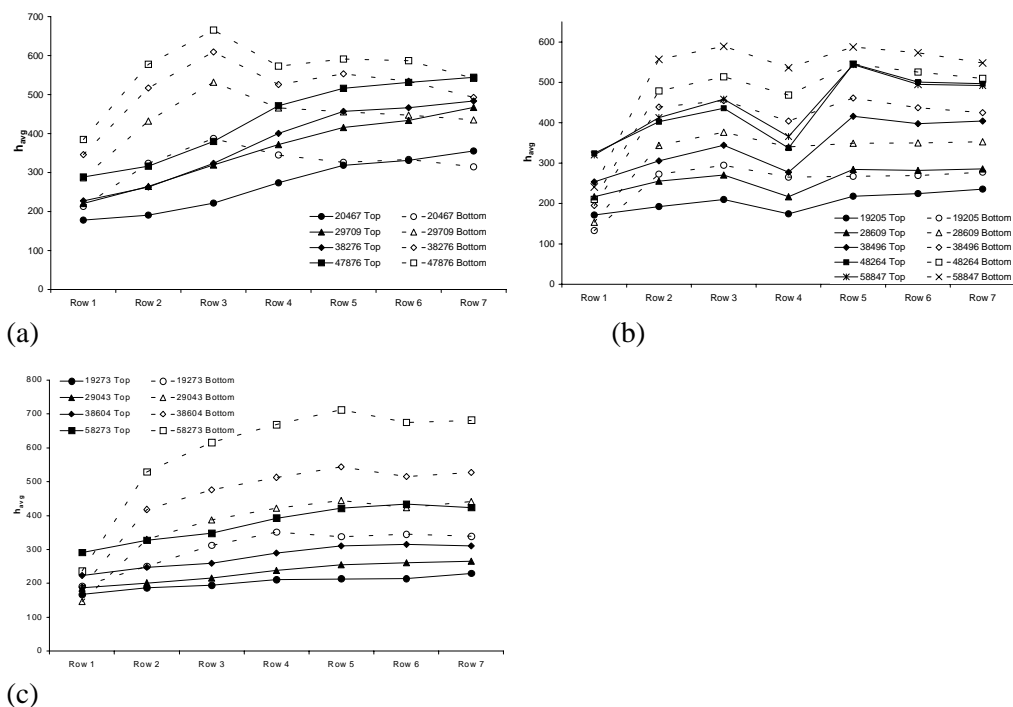 700
600
500
400
300
200
100
0
h avg
Row 1 Row 2 Row 3 Row 4 Row 5 Row 6 Row 7
20467 Top 20467 Bottom
29709 Top 29709 Bottom
38276 Top 38276 Bottom
47876 Top 47876 Bottom
(a)
600
500
400
300
200
100
0
h avg
Row 1 Row 2 Row 3 Row 4 Row 5 Row 6 Row 7
19205 Top 19205 Bottom
28609 Top 28609 Bottom
38496 Top 38496 Bottom
48264 Top 48264 Bottom
58847 Top 58847 Bottom
(b)
800
700
600
500
400
300
200
100
0
h avg
19273 Top 19273 Bottom
29043 Top 29043 Bottom
38604 Top 38604 Bottom
58273 Top 58273 Bottom
Row 1 Row 2 Row 3 Row 4 Row 5 Row 6 Row 7
(c)